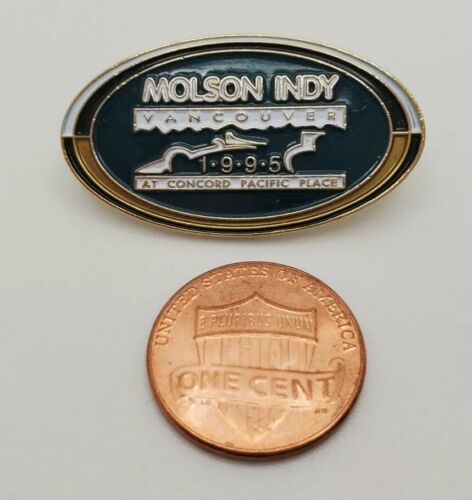 MOLSON INDY
VANCOUVER
1·9·9·5
AT CONCORD PACIFIC PLACE
UNITED STATES OF AMERICA
E PLURIBUS UNUM
ONE CENT